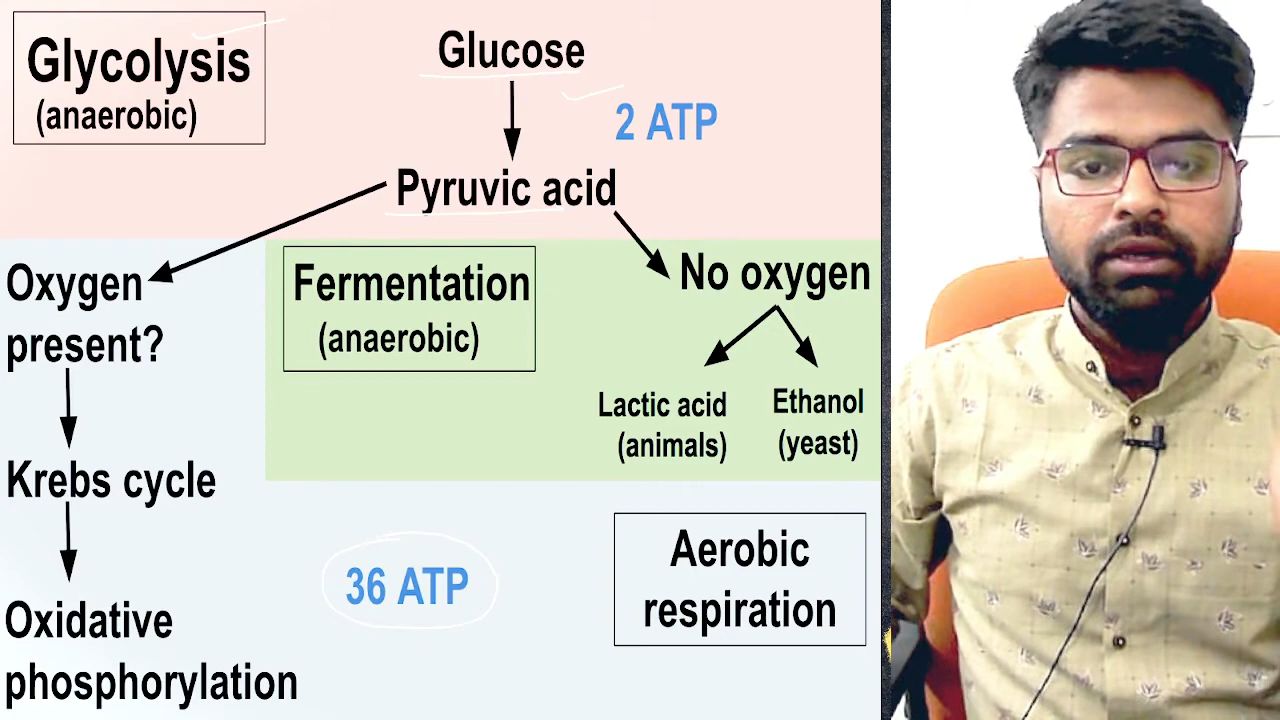 Glycolysis
(anaerobic)
Glucose
2 ATP
Pyruvic acid
Oxygen
present?
Fermentation
(anaerobic)
No oxygen
Lactic acid
(animals)
Ethanol
(yeast)
Krebs cycle
36 ATP
Aerobic
respiration
Oxidative
phosphorylation